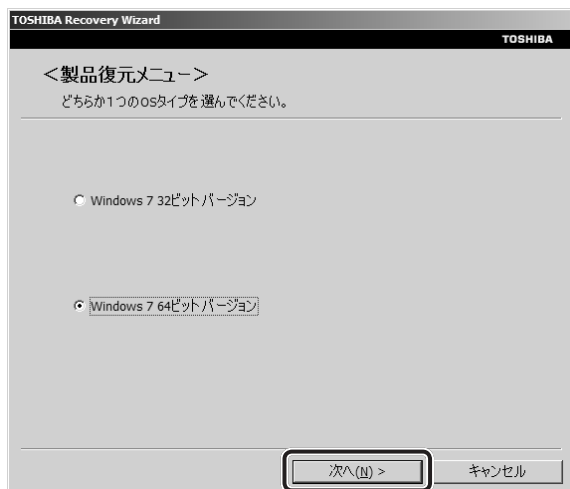 TOSHIBA Recovery Wizard
TOSHIBA
＜製品復元メニュー＞
どちらか1つのOSタイプを選んでください。
Windows 7 32ビットバージョン
Windows 7 64ビットバージョン
次へ(N) >
キャンセル